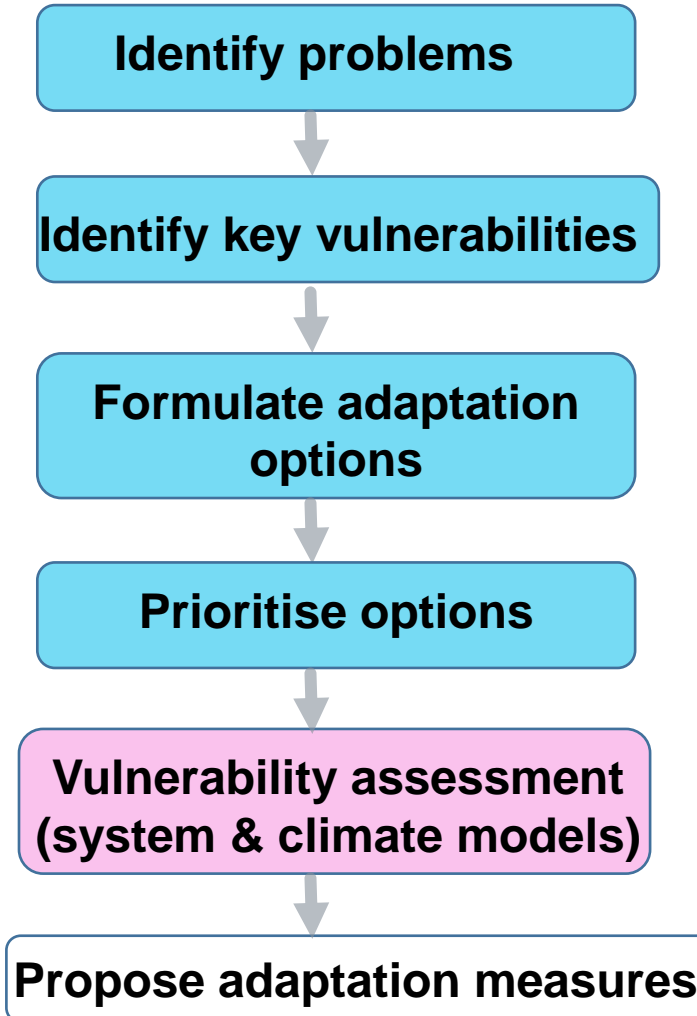 Identify problems
Identify key vulnerabilities
Formulate adaptation
options
Prioritise options
Vulnerability assessment
(system & climate models)
Propose adaptation measures